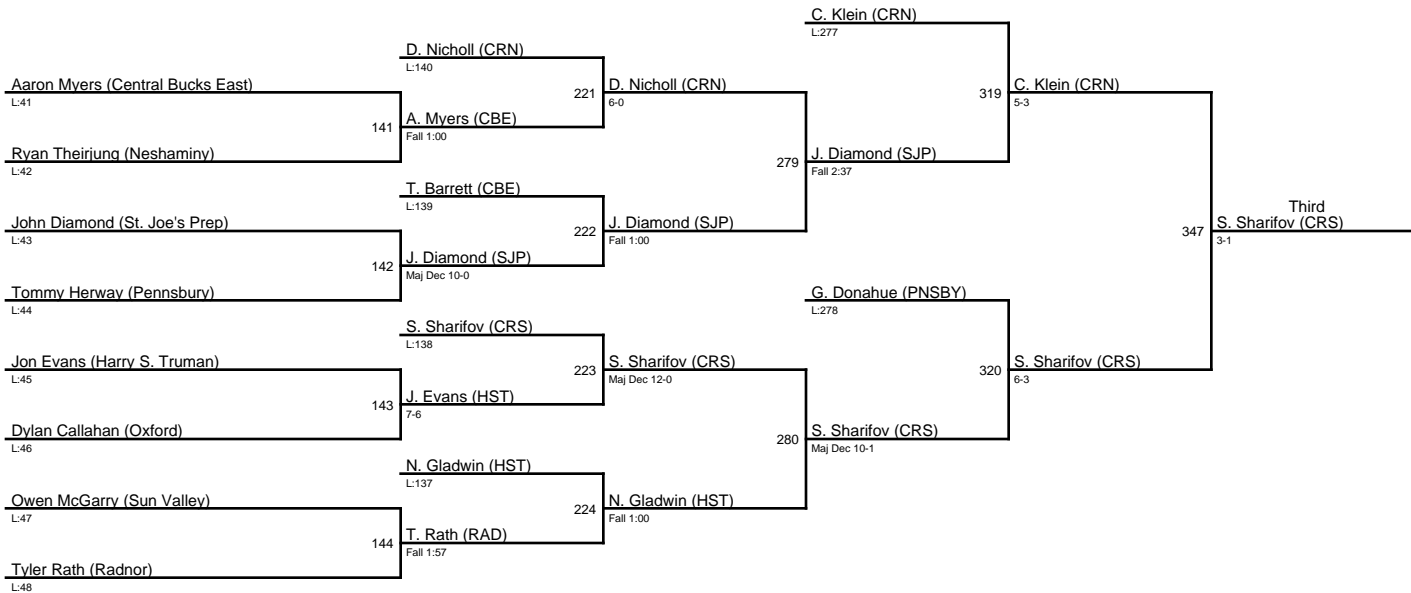 C. Klein (CRN)
L:277
D. Nicholl (CRN)
L:140
Aaron Myers (Central Bucks East)
L:41
221
D. Nicholl (CRN)
6-0
319
C. Klein (CRN)
5-3
141
A. Myers (CBE)
Fall 1:00
Ryan Theirjung (Neshaminy)
L:42
279
J. Diamond (SJP)
Fall 2:37
T. Barrett (CBE)
L:139
John Diamond (St. Joe's Prep)
L:43
222
J. Diamond (SJP)
Fall 1:00
Third
347
S. Sharifov (CRS)
3-1
142
J. Diamond (SJP)
Maj Dec 10-0
Tommy Herway (Pennsbury)
L:44
G. Donahue (PNSBY)
L:278
S. Sharifov (CRS)
L:138
Jon Evans (Harry S. Truman)
L:45
223
S. Sharifov (CRS)
Maj Dec 12-0
320
S. Sharifov (CRS)
6-3
143
J. Evans (HST)
7-6
Dylan Callahan (Oxford)
L:46
280
S. Sharifov (CRS)
Maj Dec 10-1
N. Gladwin (HST)
L:137
Owen McGarry (Sun Valley)
L:47
224
N. Gladwin (HST)
Fall 1:00
144
T. Rath (RAD)
Fall 1:57
Tyler Rath (Radnor)
L:48